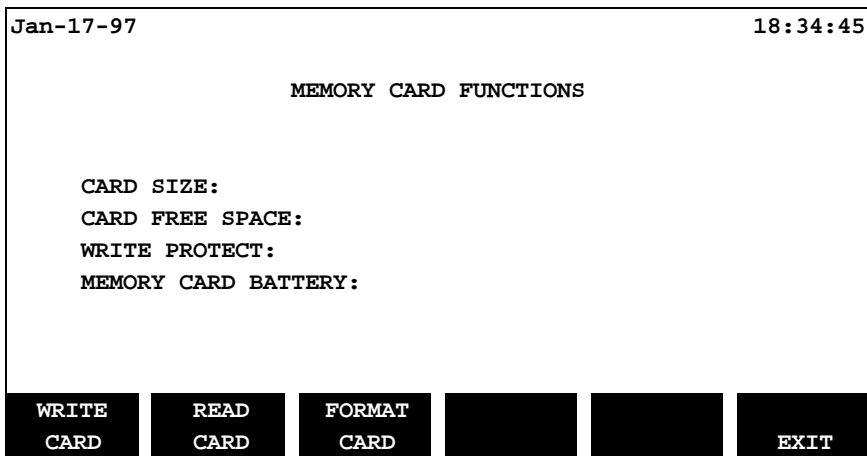 Jan-17-97 18:34:45
MEMORY CARD FUNCTIONS
CARD SIZE:
CARD FREE SPACE:
WRITE PROTECT:
MEMORY CARD BATTERY:
WRITE READ FORMAT
CARD CARD CARD EXIT